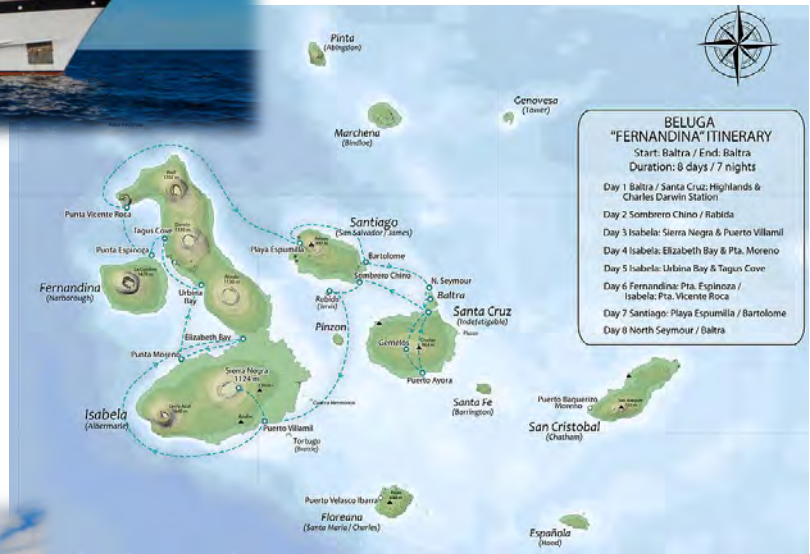 Pinta
(Abingdon)
Marchena
(Bindloe)
Genovesa
(Tower)
BELUGA
"FERNANDINA" ITINERARY
Start: Baltra / End: Baltra
Duration: 8 days / 7 nights
Day 1 Baltra / Santa Cruz: Highlands &
Charles Darwin Station
Day 2 Sombrero Chino / Rabida
Day 3 Isabela: Sierra Negra & Puerto Villamil
Day 4 Isabela: Elizabeth Bay & Pta. Moreno
Day 5 Isabela: Urbina Bay & Tagus Cove
Day 6 Fernandina: Pta. Espinoza /
Isabela: Pta. Vicente Roca
Day 7 Santiago: Playa Espumilla / Bartolome
Day 8 North Seymour / Baltra
Punta Vicente Roca
Tagus Cove
Punta Espinoza
Fernandina
(Narborough)
Urbina
Bay
Santiago
(San Salvador / James)
Playa Espumilla
Bartolome
Sombrero Chino
Rabida
(Jervis)
N. Seymour
Baltra
Pinzon
Santa Cruz
(Indefatigable)
Plazas
Gemelos
Puerto Ayora
Elizabeth Bay
Punta Moreno
Sierra Negra
1124 m.
Isabela
(Albermarle)
Puerto Villamil
Tortuga
(Brattle)
Santa Fe
(Barrington)
Puerto Baquerizo
Moreno
San Cristobal
(Chatham)
Puerto Velasco Ibarra
Floreana
(Santa Maria / Charles)
Española
(Hood)